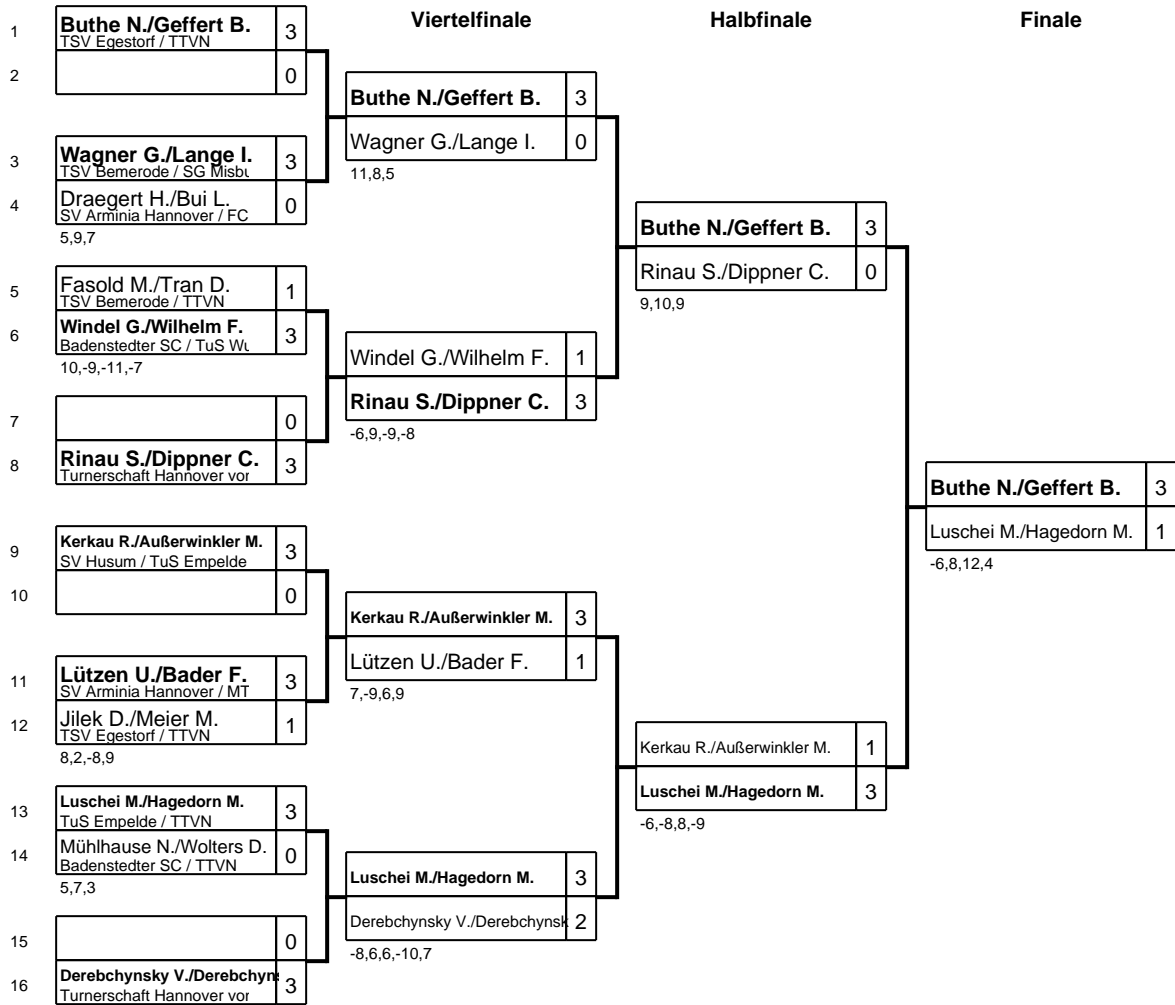 Viertelfinale
Halbfinale
Finale
1
Buthe N./Geffert B. 3
TSV Egestorf / TTVN
2
0
3
Wagner G./Lange I. 3
TSV Bemerode / SG Misbu
4
Draegert H./Bui L. 0
SV Arminia Hannover / FC
5,9,7
5
Fasold M./Tran D. 1
TSV Bemerode / TTVN
6
Windel G./Wilhelm F. 3
Badenstedter SC / TuS Wu
10,-9,-11,-7
7
0
8
Rinau S./Dippner C. 3
Turnerschaft Hannover vor
9
Kerkau R./Außerwinkler M. 3
SV Husum / TuS Empelde
10
0
11
Lützen U./Bader F. 3
SV Arminia Hannover / MT
12
Jilek D./Meier M. 1
TSV Egestorf / TTVN
8,2,-8,9
13
Luschei M./Hagedorn M. 3
TuS Empelde / TTVN
14
Mühlhause N./Wolters D. 0
Badenstedter SC / TTVN
5,7,3
15
0
16
Derebchynsky V./Derebchyns 3
Turnerschaft Hannover vor
Buthe N./Geffert B. 3
Wagner G./Lange I. 0
11,8,5
Windel G./Wilhelm F. 1
Rinau S./Dippner C. 3
-6,9,-9,-8
Kerkau R./Außerwinkler M. 3
Lützen U./Bader F. 1
7,-9,6,9
Luschei M./Hagedorn M. 3
Derebchynsky V./Derebchynsk 2
-8,6,6,-10,7
Buthe N./Geffert B. 3
Rinau S./Dippner C. 0
9,10,9
Kerkau R./Außerwinkler M. 1
Luschei M./Hagedorn M. 3
-6,-8,8,-9
Buthe N./Geffert B. 3
Luschei M./Hagedorn M. 1
-6,8,12,4